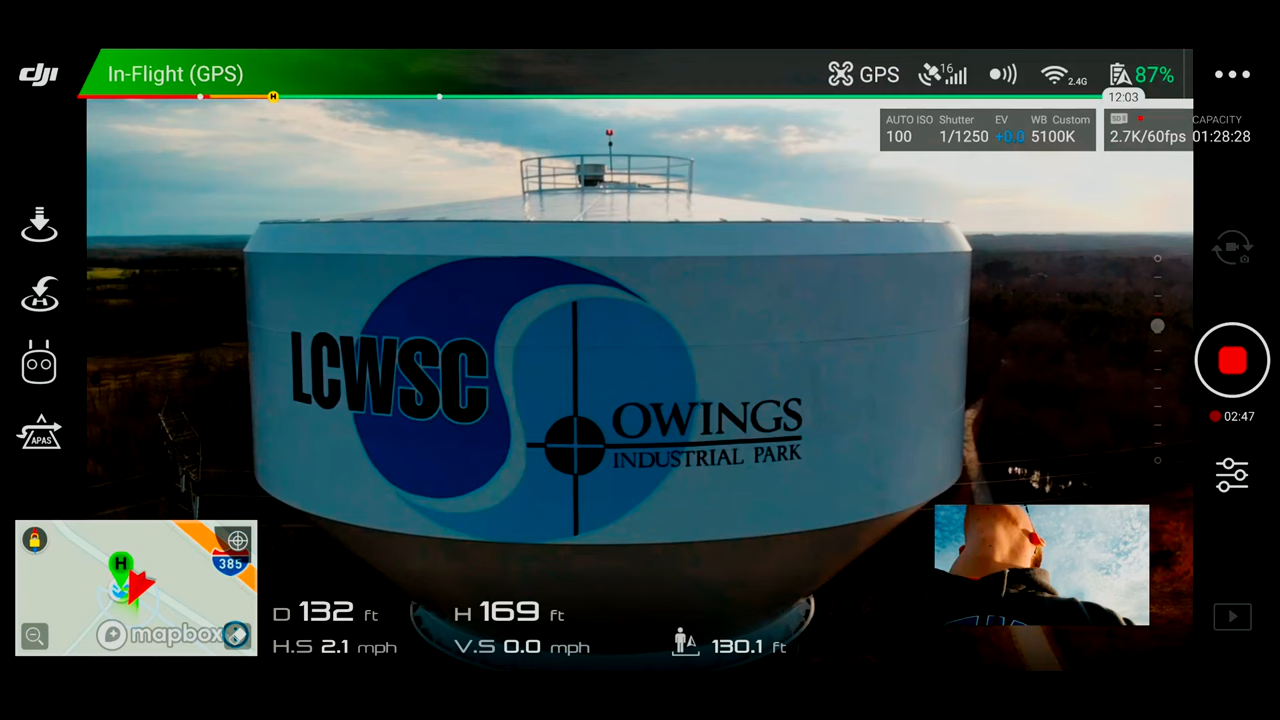 dji
In-Flight (GPS)
GPS
16
2.4G
87%
12:03
H
AUTO ISO Shutter EV WB Custom
100 1/1250 +0.0 5100K
SD CAPACITY
2.7K/60fps 01:28:28
LCWSC
OWINGS
INDUSTRIAL PARK
H
APAS
02:47
H
385
mapbox
D 132 ft H 169 ft
H.S 2.1 mph V.S 0.0 mph 130.1 ft